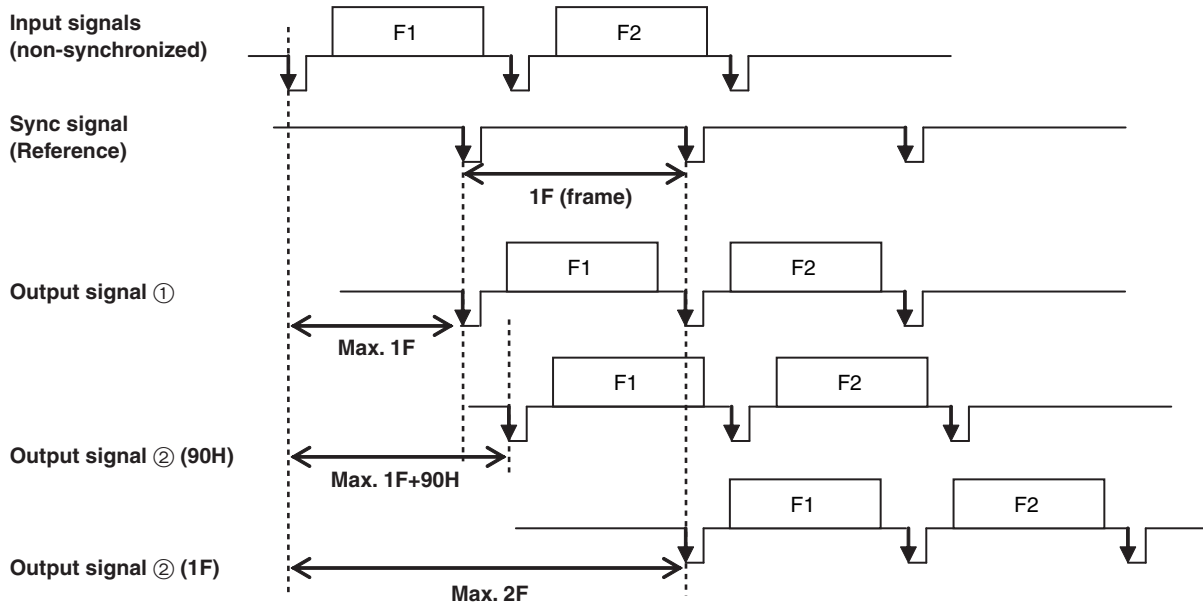 Input signals
(non-synchronized)
F1 F2
Sync signal
(Reference)
1F (frame)
F1 F2
Output signal ①
Max. 1F
F1 F2
Output signal ② (90H)
Max. 1F+90H
F1 F2
Output signal ② (1F)
Max. 2F